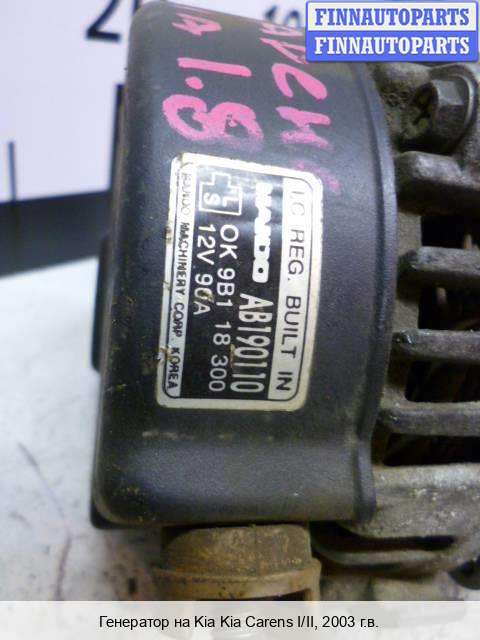 FINNAUTOPARTS
FINNAUTOPARTS
1.8
I.C REG. BUILT IN
MANDO AB190110
L S
OK 9B1 18 300
12V 90A
MANDO MACHINERY CORP. KOREA
Генератор на Kia Kia Carens I/II, 2003 г.в.